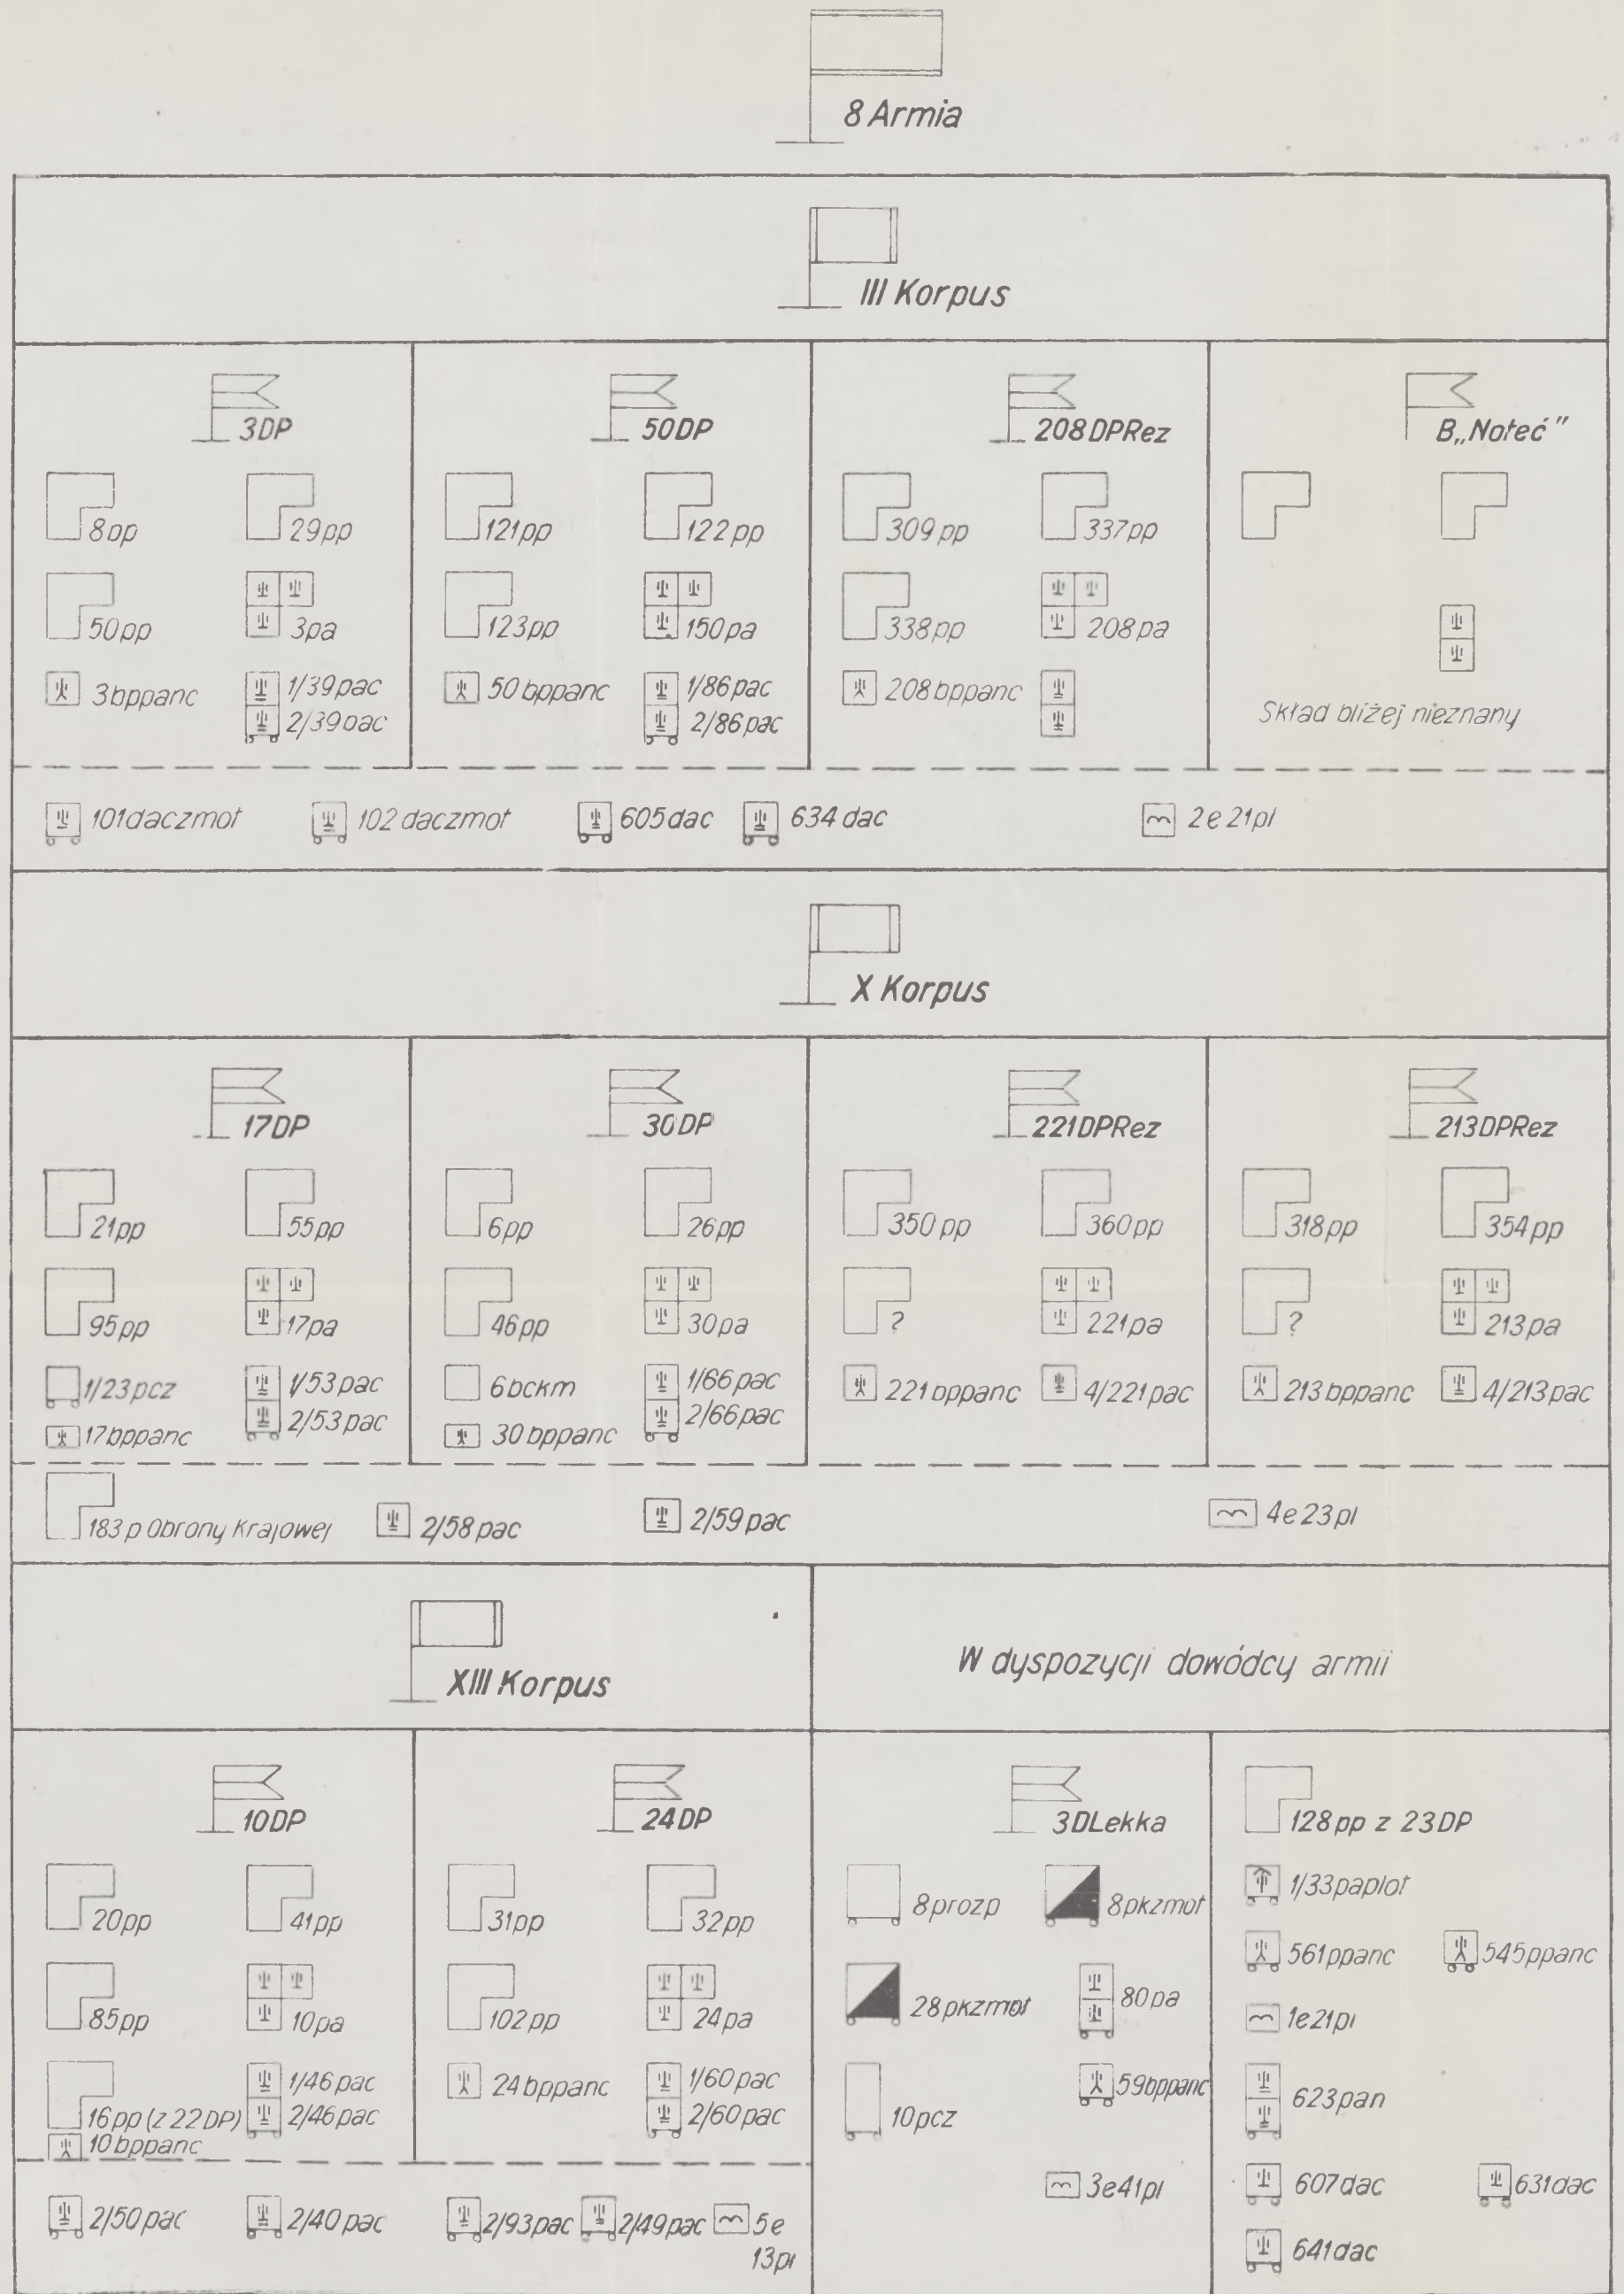 8 Armia
III Korpus
3DP
8pp
29pp
50pp
3pa
3bppanc
1/39pac
2/39pac
50DP
121pp
122pp
123pp
150pa
50bppanc
1/86pac
2/86pac
208DPRez
309pp
337pp
338pp
208pa
208bppanc
B„Noteć"
Skład bliżej nieznany
101daczmot
102daczmot
605dac
634dac
2e21pl
X Korpus
17DP
21pp
55pp
95pp
17pa
1/23pcz
1/53pac
2/53pac
17bppanc
30DP
6pp
26pp
46pp
30pa
6bckm
1/66pac
2/66pac
30bppanc
221DPRez
350pp
360pp
?
221pa
221bppanc
4/221pac
213DPRez
318pp
354pp
?
213pa
213bppanc
4/213pac
183p Obrony Krajowej
2/58pac
2/59pac
4e23pl
XIII Korpus
10DP
20pp
41pp
85pp
10pa
16pp (z 22DP)
1/46pac
2/46pac
10bppanc
24DP
31pp
32pp
102pp
24pa
24bppanc
1/60pac
2/60pac
2/50pac
2/40pac
2/93pac
2/49pac
5e
13pl
W dyspozycji dowódcy armii
3DLekka
8prozp
8pkzmot
28pkzmot
80pa
59bppanc
10pcz
3e41pl
128pp z 23DP
1/33paplot
561ppanc
545ppanc
1e21pl
623pan
607dac
631dac
641dac